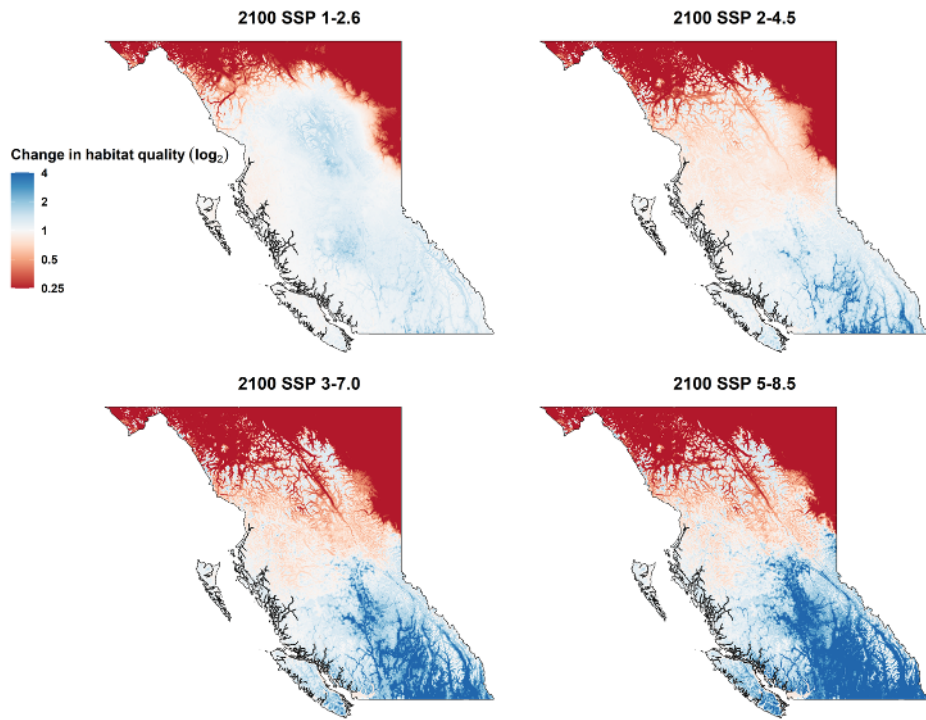 2100 SSP 1-2.6
2100 SSP 2-4.5
Change in habitat quality (log₂)
4
2
1
0.5
0.25
2100 SSP 3-7.0
2100 SSP 5-8.5